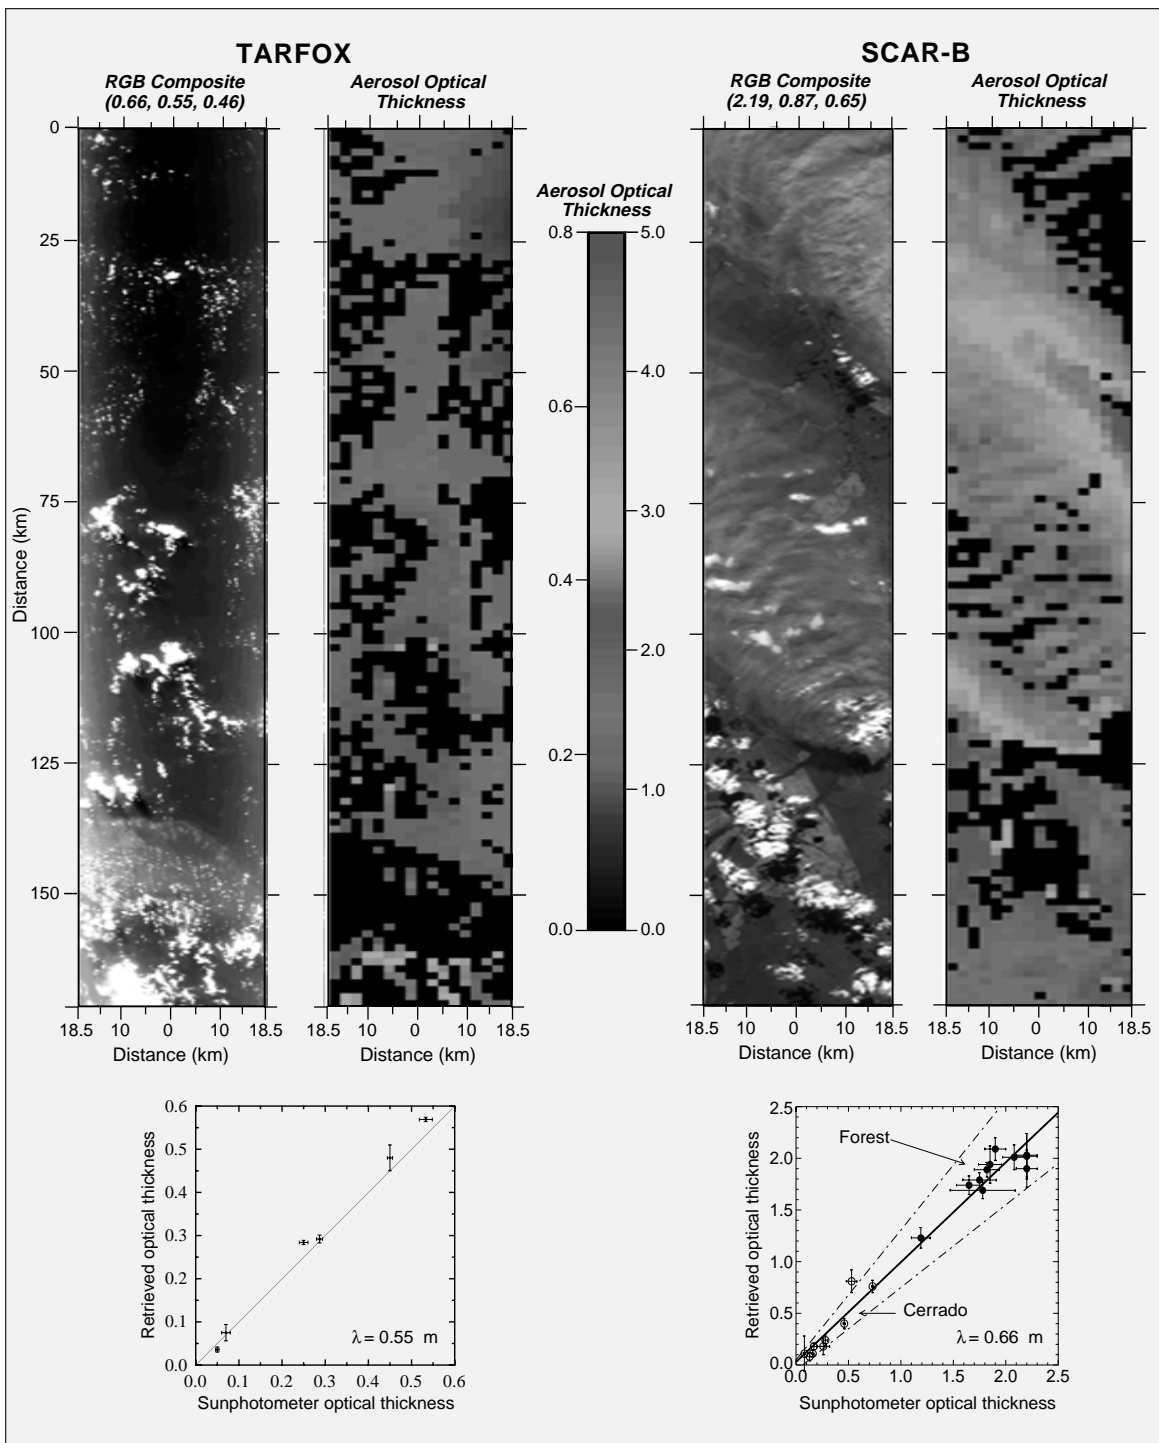 TARFOX
SCAR-B
RGB Composite
(0.66, 0.55, 0.46)
Aerosol Optical
Thickness
RGB Composite
(2.19, 0.87, 0.65)
Aerosol Optical
Thickness
0
25
50
75
100
125
150
Distance (km)
Aerosol Optical
Thickness
0.8 5.0
4.0
0.6
3.0
0.4
2.0
0.2
1.0
0.0 0.0
18.5 10 0 10 18.5
Distance (km)
18.5 10 0 10 18.5
Distance (km)
18.5 10 0 10 18.5
Distance (km)
18.5 10 0 10 18.5
Distance (km)
Retrieved optical thickness
0.6
0.5
0.4
0.3
0.2
0.1
0.0
λ = 0.55 m
0.0 0.1 0.2 0.3 0.4 0.5 0.6
Sunphotometer optical thickness
Retrieved optical thickness
2.5
2.0
1.5
1.0
0.5
0.0
Forest
Cerrado
λ = 0.66 m
0.0 0.5 1.0 1.5 2.0 2.5
Sunphotometer optical thickness